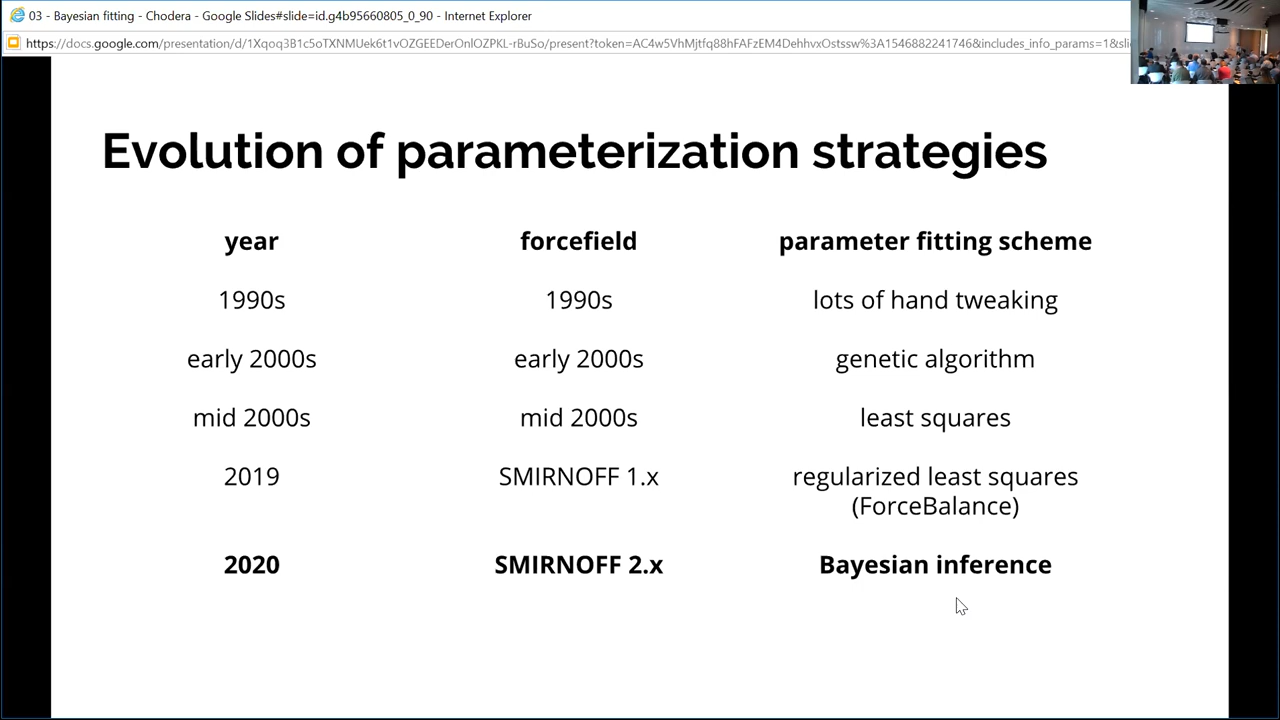 03 - Bayesian fitting - Chodera - Google Slides#slide=id.g4b95660805_0_90 - Internet Explorer
https://docs.google.com/presentation/d/1Xqoq3B1c5oTXNMUek6t1vOZGEEDerOnlOZPKL-rBuSo/present?token=AC4w5VhMjtfq88hFAFzEM4DehhvxOstssw%3A1546882241746&includes_info_params=1&sli
Evolution of parameterization strategies
year forcefield parameter fitting scheme
1990s 1990s lots of hand tweaking
early 2000s early 2000s genetic algorithm
mid 2000s mid 2000s least squares
2019 SMIRNOFF 1.x regularized least squares
(ForceBalance)
2020 SMIRNOFF 2.x Bayesian inference